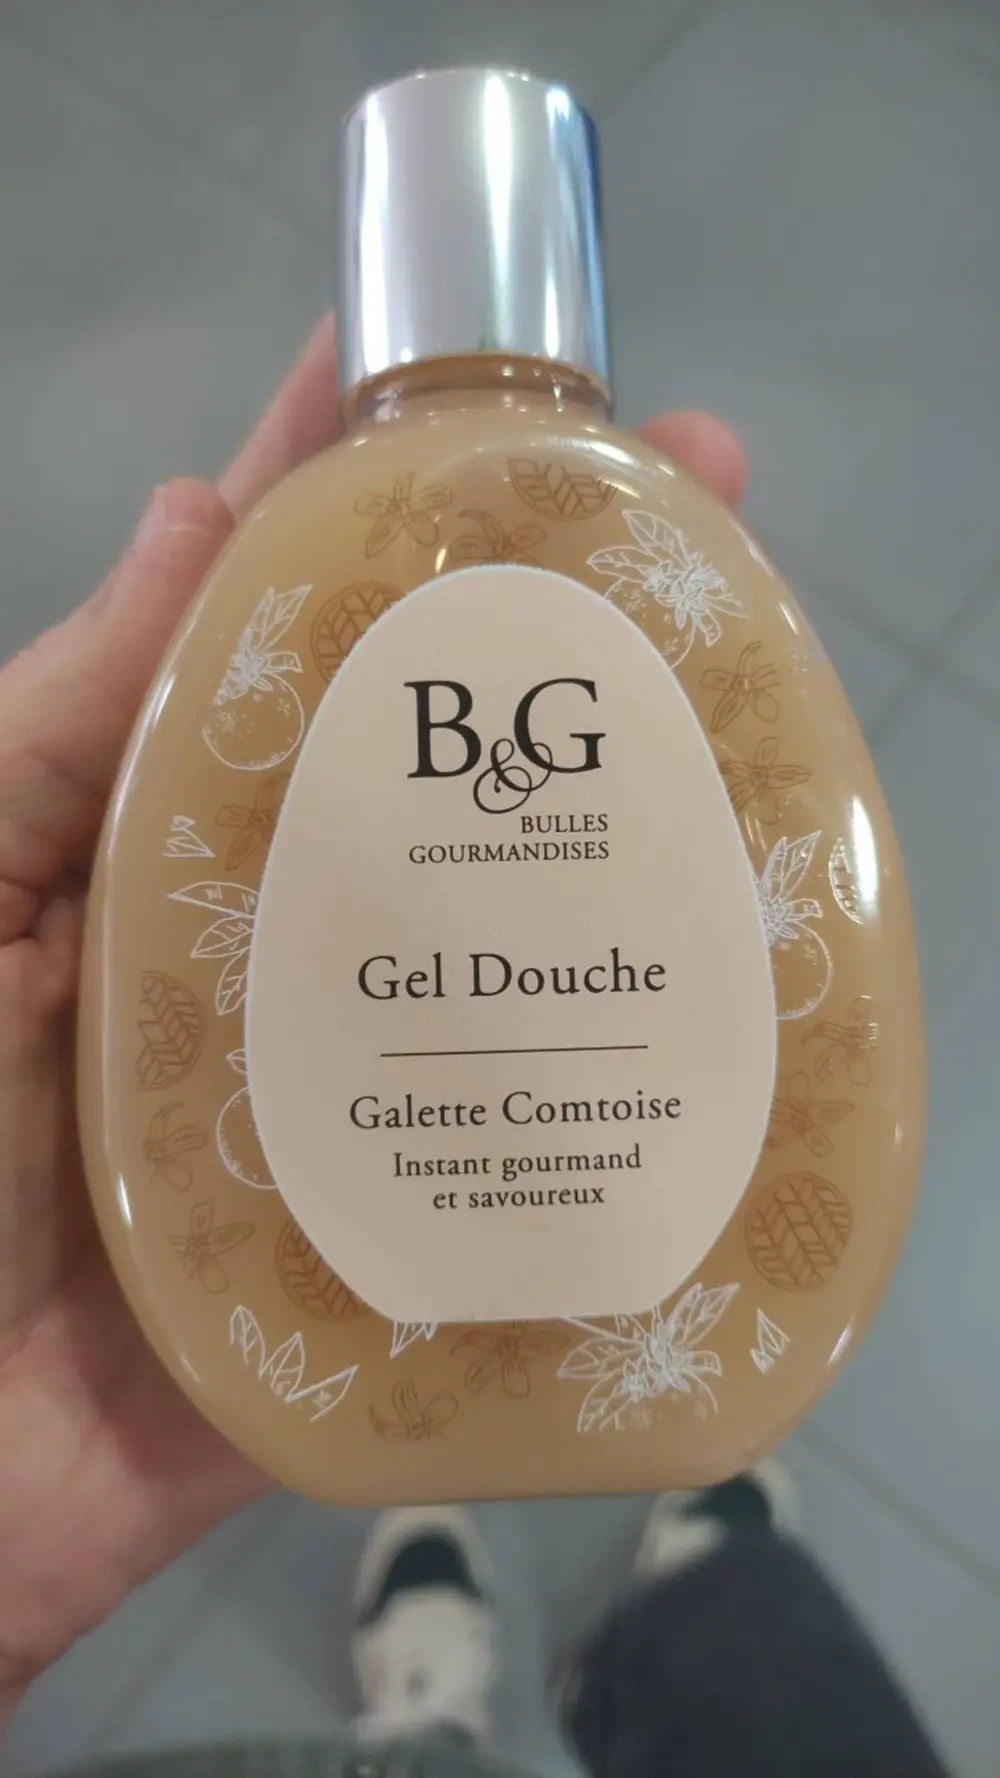 B&G
BULLES
GOURMANDISES
Gel Douche
Galette Comtoise
Instant gourmand
et savoureux